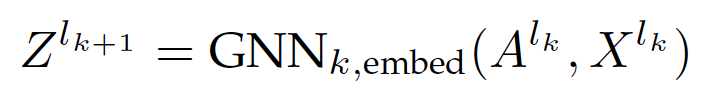 Z^{l_{k+1}} = GNN_{k,embed}(A^{l_k}, X^{l_k})